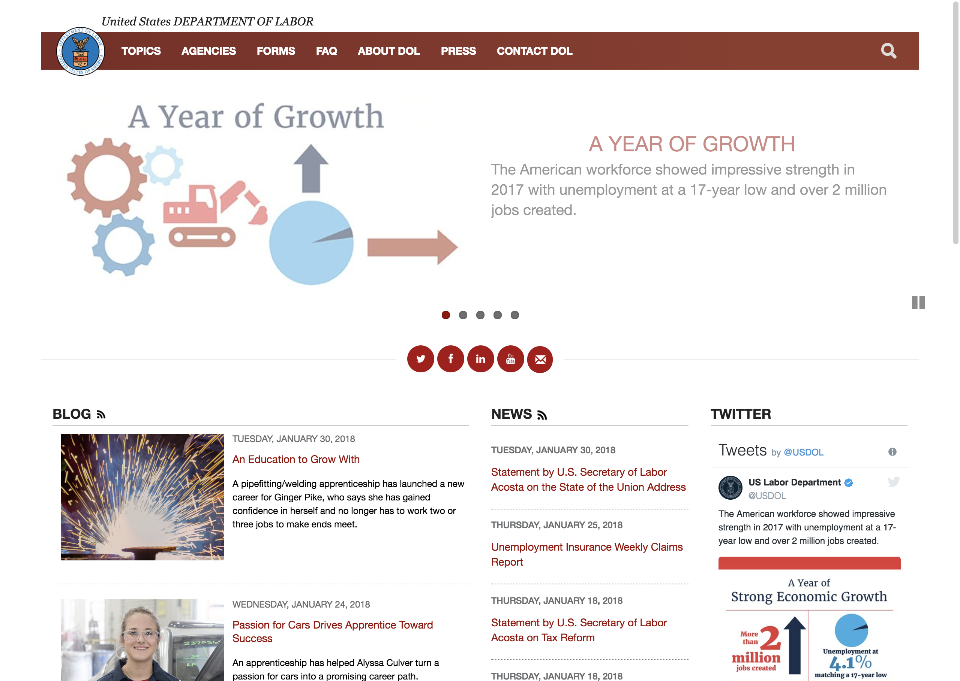 United States DEPARTMENT OF LABOR
TOPICS AGENCIES FORMS FAQ ABOUT DOL PRESS CONTACT DOL
A Year of Growth
A YEAR OF GROWTH
The American workforce showed impressive strength in
2017 with unemployment at a 17-year low and over 2 million
jobs created.
BLOG
TUESDAY, JANUARY 30, 2018
An Education to Grow With
A pipefitting/welding apprenticeship has launched a new
career for Ginger Pike, who says she has gained
confidence in herself and no longer has to work two or
three jobs to make ends meet.
WEDNESDAY, JANUARY 24, 2018
Passion for Cars Drives Apprentice Toward
Success
An apprenticeship has helped Alyssa Culver turn a
passion for cars into a promising career path.
NEWS
TUESDAY, JANUARY 30, 2018
Statement by U.S. Secretary of Labor
Acosta on the State of the Union Address
THURSDAY, JANUARY 25, 2018
Unemployment Insurance Weekly Claims
Report
THURSDAY, JANUARY 18, 2018
Statement by U.S. Secretary of Labor
Acosta on Tax Reform
THURSDAY, JANUARY 18, 2018
TWITTER
Tweets by @USDOL
US Labor Department
@USDOL
The American workforce showed impressive
strength in 2017 with unemployment at a 17-
year low and over 2 million jobs created.
A Year of
Strong Economic Growth
More
than 2
million
jobs created
Unemployment at
4.1%
matching a 17-year low